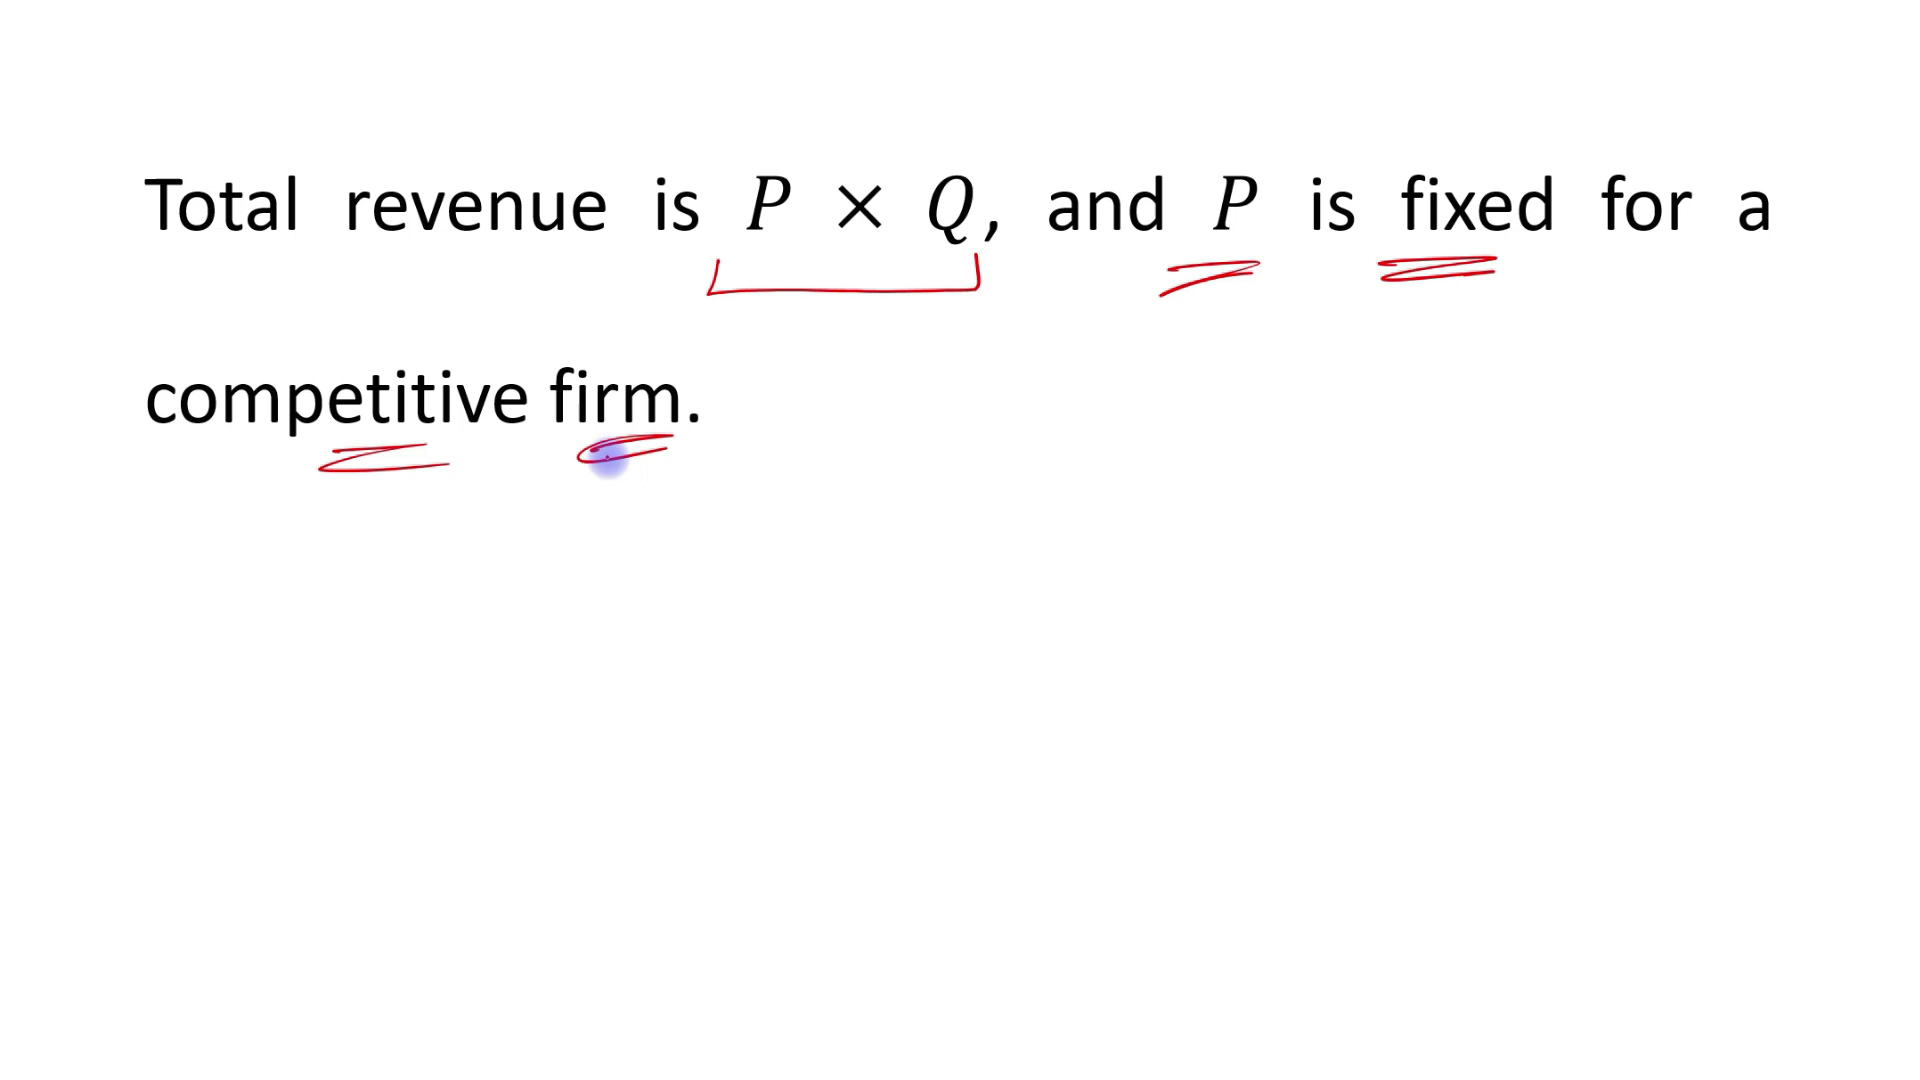 Total revenue is P × Q, and P is fixed for a
competitive firm.